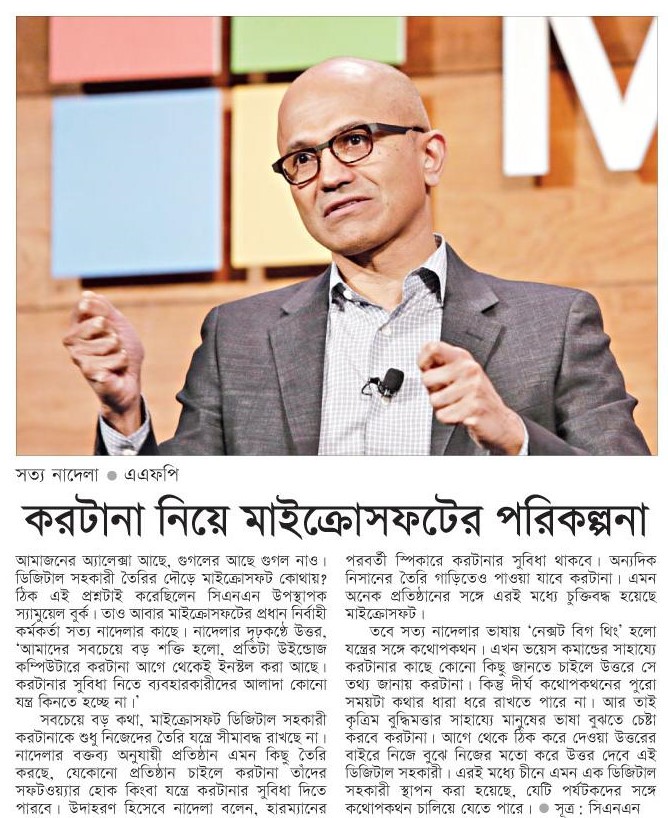 M
সত্য নাদেলা ● এএফপি
করটানা নিয়ে মাইক্রোসফটের পরিকল্পনা
আমাজনের অ্যালেক্সা আছে, গুগলের আছে গুগল নাও।
ডিজিটাল সহকারী তৈরির দৌড়ে মাইক্রোসফট কোথায়?
ঠিক এই প্রশ্নটাই করেছিলেন সিএনএন উপস্থাপক
স্যামুয়েল বুর্ক। তাও আবার মাইক্রোসফটের প্রধান নির্বাহী
কর্মকর্তা সত্য নাদেলার কাছে। নাদেলার দৃঢ়কণ্ঠে উত্তর,
‘আমাদের সবচেয়ে বড় শক্তি হলো, প্রতিটা উইন্ডোজ
কম্পিউটারে করটানা আগে থেকেই ইনস্টল করা আছে।
করটানার সুবিধা নিতে ব্যবহারকারীদের আলাদা কোনো
যন্ত্র কিনতে হচ্ছে না।’
সবচেয়ে বড় কথা, মাইক্রোসফট ডিজিটাল সহকারী
করটানাকে শুধু নিজেদের তৈরি যন্ত্রে সীমাবদ্ধ রাখছে না।
নাদেলার বক্তব্য অনুযায়ী প্রতিষ্ঠান এমন কিছু তৈরি
করছে, যেকোনো প্রতিষ্ঠান চাইলে করটানা তাঁদের
সফটওয়্যার হোক কিংবা যন্ত্রে করটানার সুবিধা দিতে
পারবে। উদাহরণ হিসেবে নাদেলা বলেন, হারম্যানের
পরবর্তী স্পিকারে করটানার সুবিধা থাকবে। অন্যদিক
নিসানের তৈরি গাড়িতেও পাওয়া যাবে করটানা। এমন
অনেক প্রতিষ্ঠানের সঙ্গে এরই মধ্যে চুক্তিবদ্ধ হয়েছে
মাইক্রোসফট।
তবে সত্য নাদেলার ভাষায় ‘নেক্সট বিগ থিং’ হলো
যন্ত্রের সঙ্গে কথোপকথন। এখন ভয়েস কমান্ডের সাহায্যে
করটানার কাছে কোনো কিছু জানতে চাইলে উত্তরে সে
তথ্য জানায় করটানা। কিন্তু দীর্ঘ কথোপকথনের পুরো
সময়টা কথার ধারা ধরে রাখতে পারে না। আর তাই
কৃত্রিম বুদ্ধিমত্তার সাহায্যে মানুষের ভাষা বুঝতে চেষ্টা
করবে করটানা। আগে থেকে ঠিক করে দেওয়া উত্তরের
বাইরে নিজে বুঝে নিজের মতো করে উত্তর দেবে এই
ডিজিটাল সহকারী। এরই মধ্যে চীনে এমন এক ডিজিটাল
সহকারী স্থাপন করা হয়েছে, যেটি পর্যটকদের সঙ্গে
কথোপকথন চালিয়ে যেতে পারে। ● সূত্র : সিএনএন